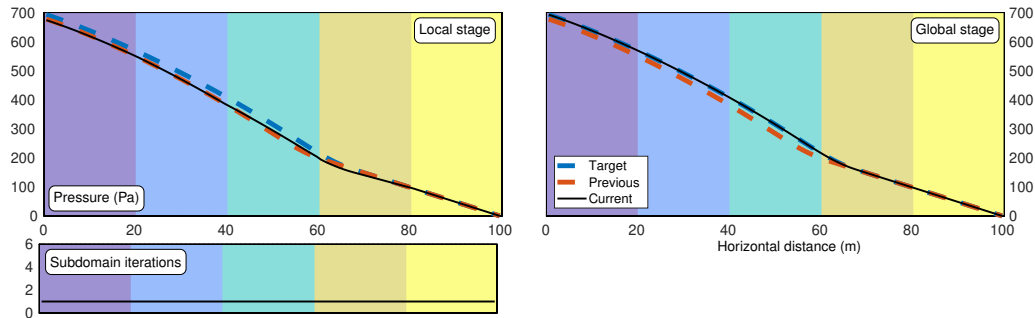 700
600
500
400
300
200
100
0
Local stage
Pressure (Pa)
0 20 40 60 80 100
700
600
500
400
300
200
100
0
Global stage
Target
Previous
Current
0 20 40 60 80 100
Horizontal distance (m)
6
4
2
0
Subdomain iterations